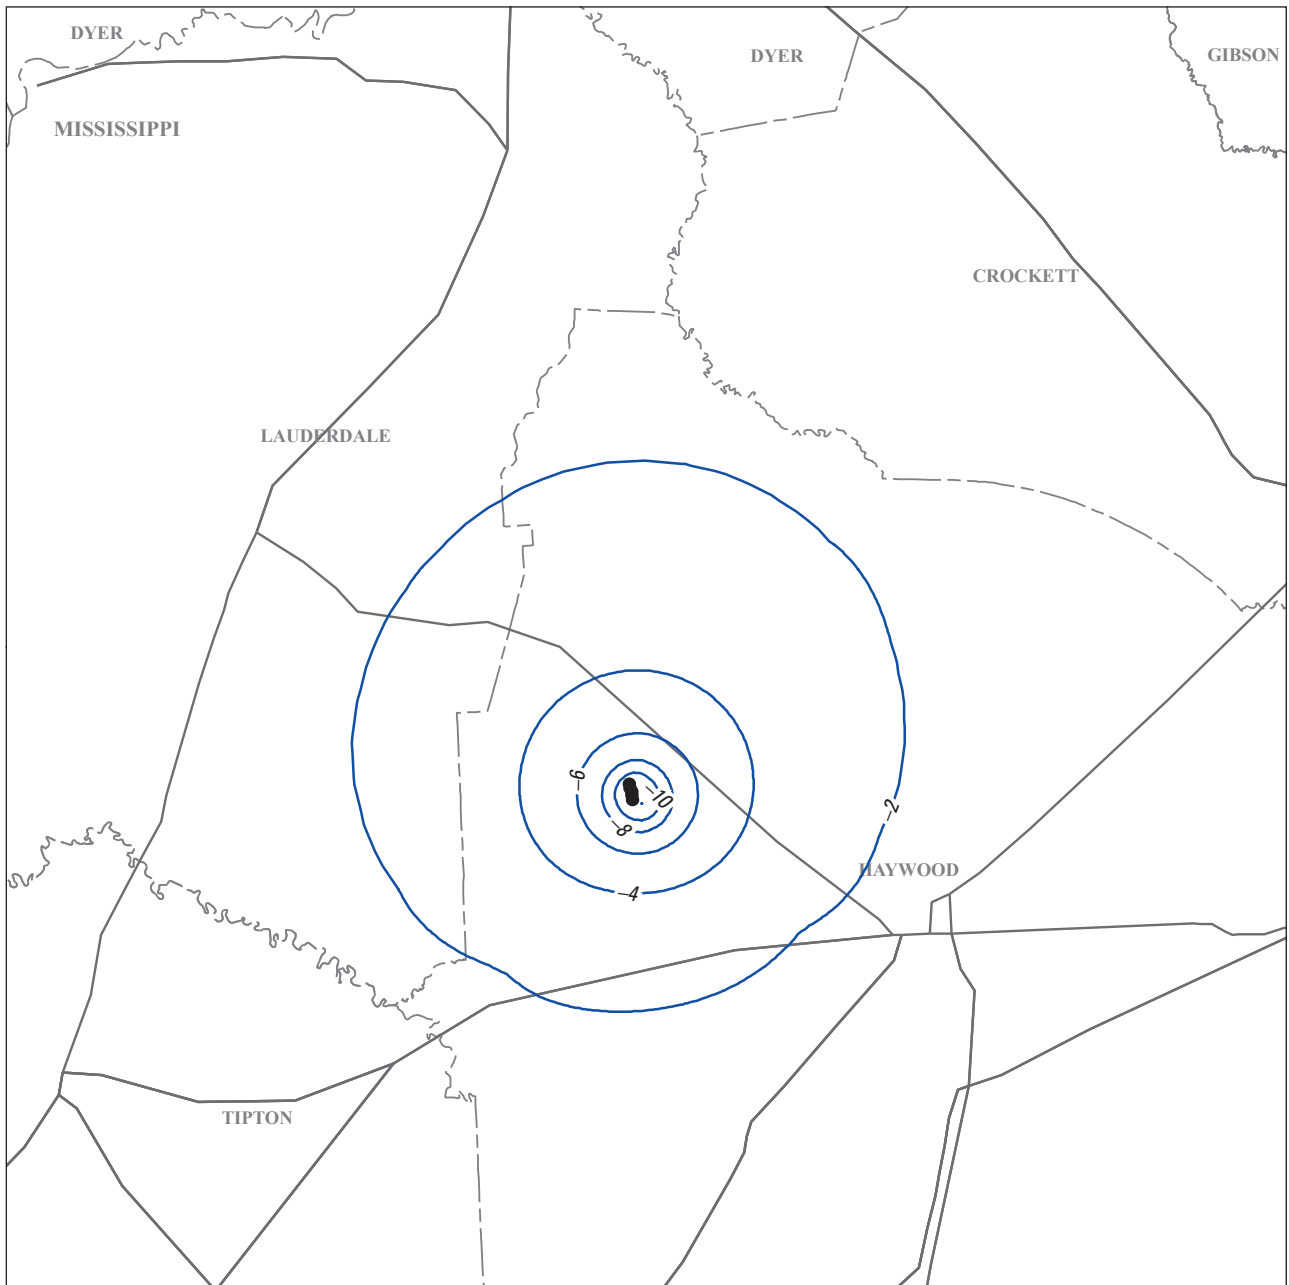 DYER
DYER
GIBSON
MISSISSIPPI
CROCKETT
LAUDERDALE
−6
−10
−2
−8
HAYWOOD
−4
TIPTON